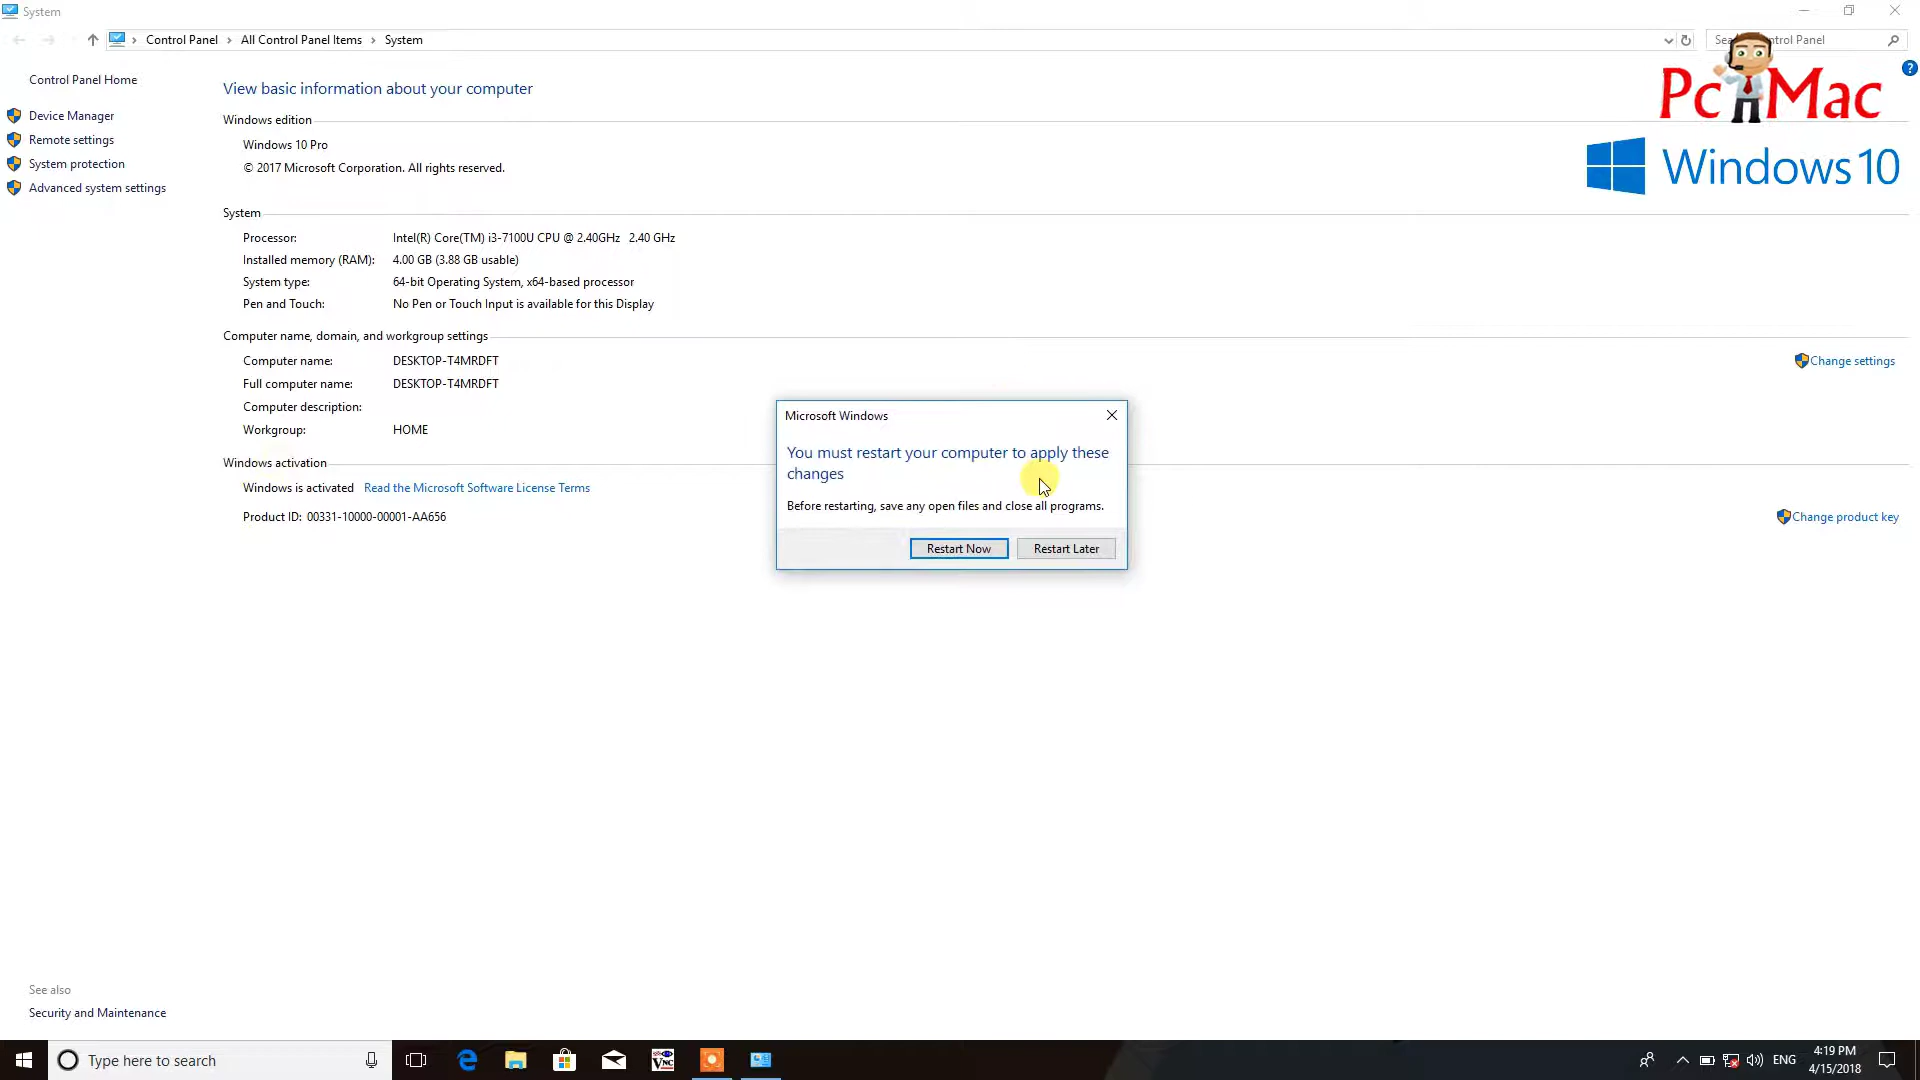 System
Control Panel > All Control Panel Items > System
Sea ntrol Panel
Pc Mac
Control Panel Home
Device Manager
Remote settings
System protection
Advanced system settings
View basic information about your computer
Windows edition
Windows 10 Pro
© 2017 Microsoft Corporation. All rights reserved.
Windows 10
System
Processor: Intel(R) Core(TM) i3-7100U CPU @ 2.40GHz 2.40 GHz
Installed memory (RAM): 4.00 GB (3.88 GB usable)
System type: 64-bit Operating System, x64-based processor
Pen and Touch: No Pen or Touch Input is available for this Display
Computer name, domain, and workgroup settings
Computer name: DESKTOP-T4MRDFT
Change settings
Full computer name: DESKTOP-T4MRDFT
Computer description:
Workgroup: HOME
Windows activation
Windows is activated Read the Microsoft Software License Terms
Product ID: 00331-10000-00001-AA656
Change product key
Microsoft Windows
You must restart your computer to apply these
changes
Before restarting, save any open files and close all programs.
Restart Now
Restart Later
See also
Security and Maintenance
Type here to search
VNC
ENG
4:19 PM
4/15/2018